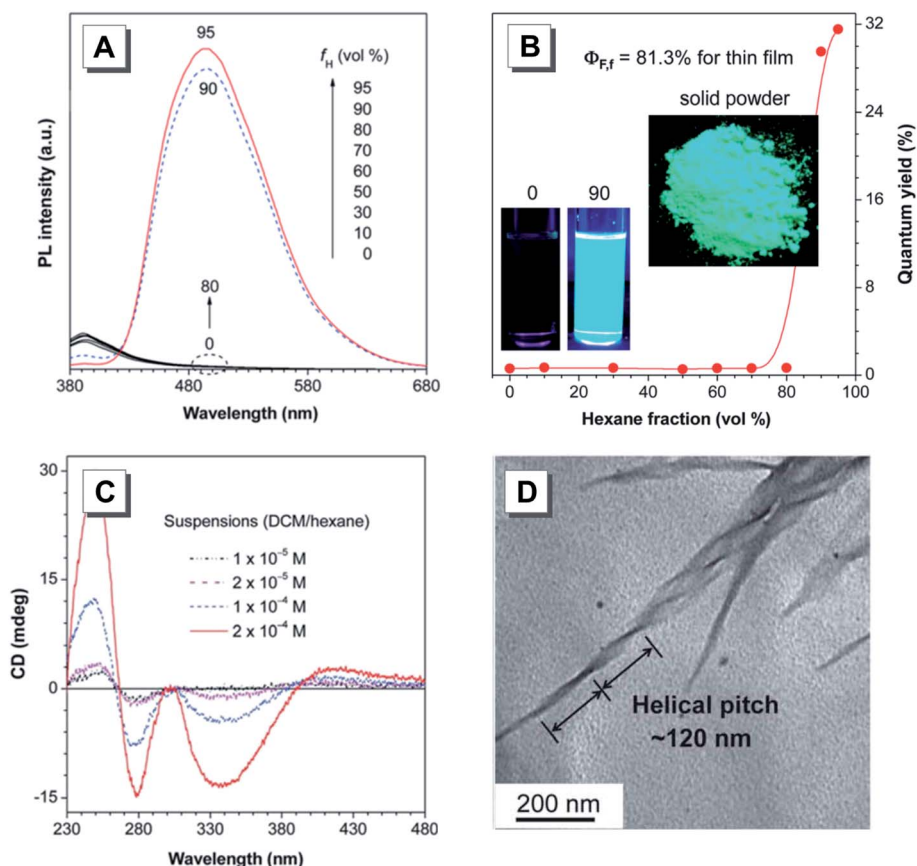 A
95
90
f_H (vol %)
95
90
80
70
60
50
30
10
0
80
0
PL intensity (a.u.)
380 480 580 680
Wavelength (nm)
B
Φ_F,f = 81.3% for thin film
solid powder
0 90
32
24
16
8
0
Quantum yield (%)
0 20 40 60 80 100
Hexane fraction (vol %)
C
Suspensions (DCM/hexane)
1 x 10⁻⁵ M
2 x 10⁻⁵ M
1 x 10⁻⁴ M
2 x 10⁻⁴ M
30
15
0
-15
CD (mdeg)
230 280 330 380 430 480
Wavelength (nm)
D
Helical pitch
~120 nm
200 nm